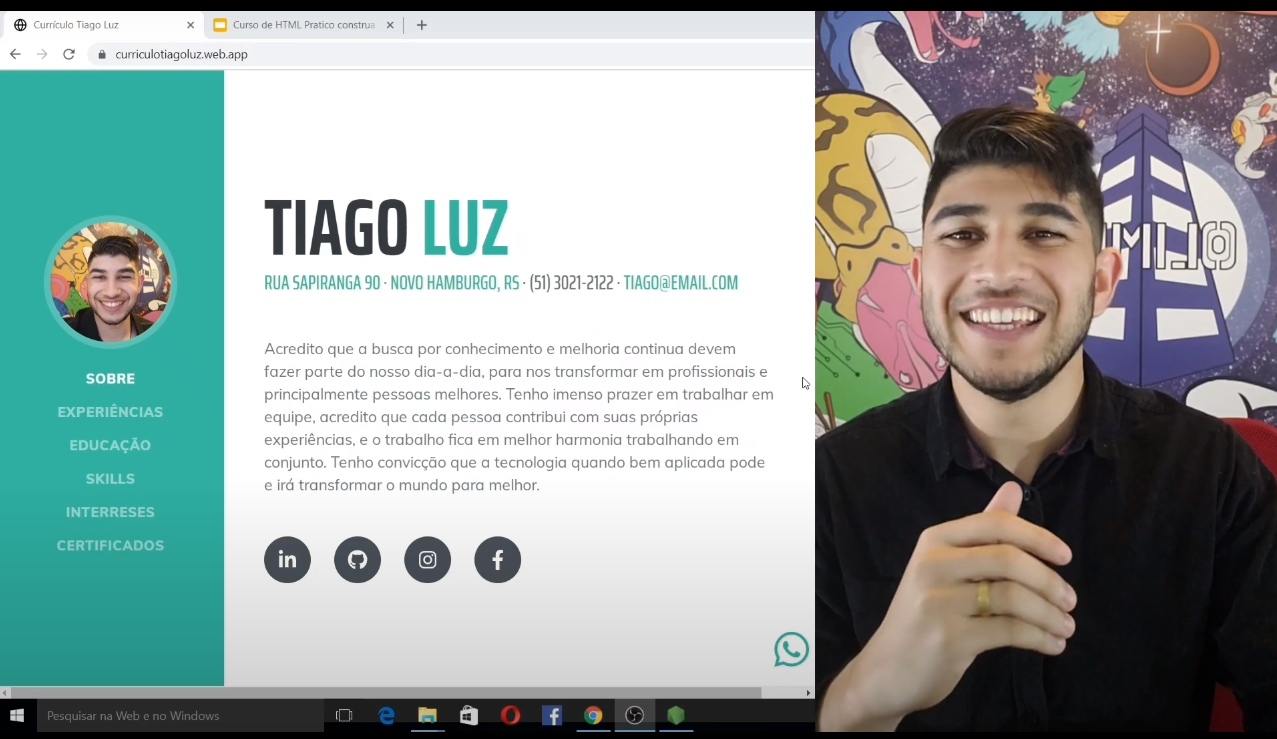 Currículo Tiago Luz
Curso de HTML Pratico construa
curriculotiagoluz.web.app
TIAGO LUZ
RUA SAPIRANGA 90 · NOVO HAMBURGO, RS · (51) 3021-2122 · TIAGO@EMAIL.COM
SOBRE
EXPERIÊNCIAS
EDUCAÇÃO
SKILLS
INTERRESES
CERTIFICADOS
Acredito que a busca por conhecimento e melhoria continua devem
fazer parte do nosso dia-a-dia, para nos transformar em profissionais e
principalmente pessoas melhores. Tenho imenso prazer em trabalhar em
equipe, acredito que cada pessoa contribui com suas próprias
experiências, e o trabalho fica em melhor harmonia trabalhando em
conjunto. Tenho convicção que a tecnologia quando bem aplicada pode
e irá transformar o mundo para melhor.
in
Pesquisar na Web e no Windows